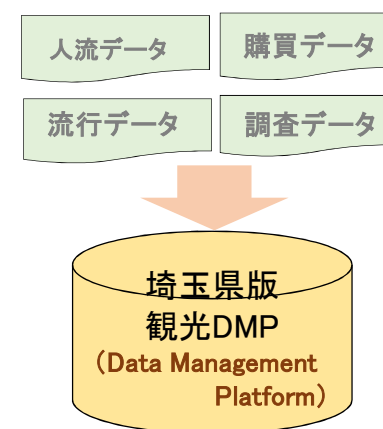 人流データ
購買データ
流行データ
調査データ
埼玉県版
観光DMP
（Data Management
Platform）